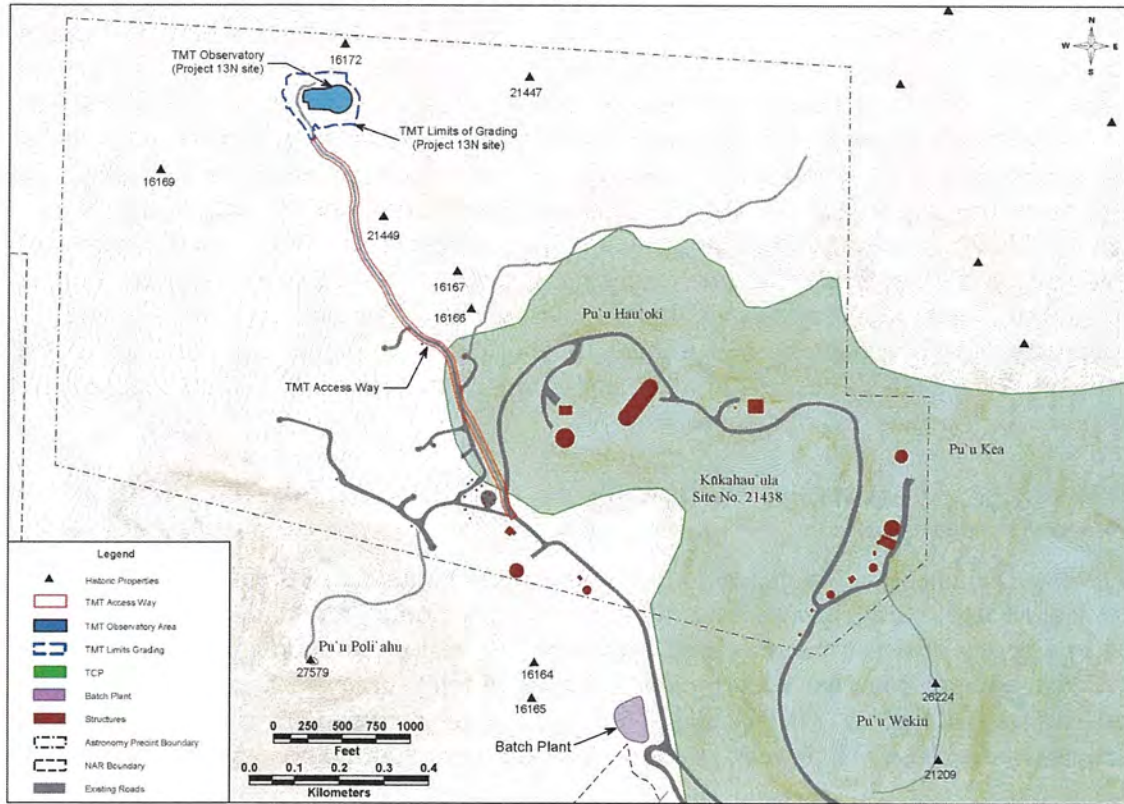 N
W
E
S
TMT Observatory
(Project 13N site)
16172
21447
TMT Limits of Grading
(Project 13N site)
16169
21449
16167
16166
Pu'u Hau'oki
TMT Access Way
Pu'u Kea
Kūkahau'ula
Site No. 21438
Pu'u Poli'ahu
27579
16164
16165
26224
Pu'u Wekiu
21209
Batch Plant
0 250 500 750 1000
Feet
0.0 0.1 0.2 0.3 0.4
Kilometers
Legend
Historic Properties
TMT Access Way
TMT Observatory Area
TMT Limits Grading
TCP
Batch Plant
Structures
Astronomy Precint Boundary
NAR Boundary
Existing Roads